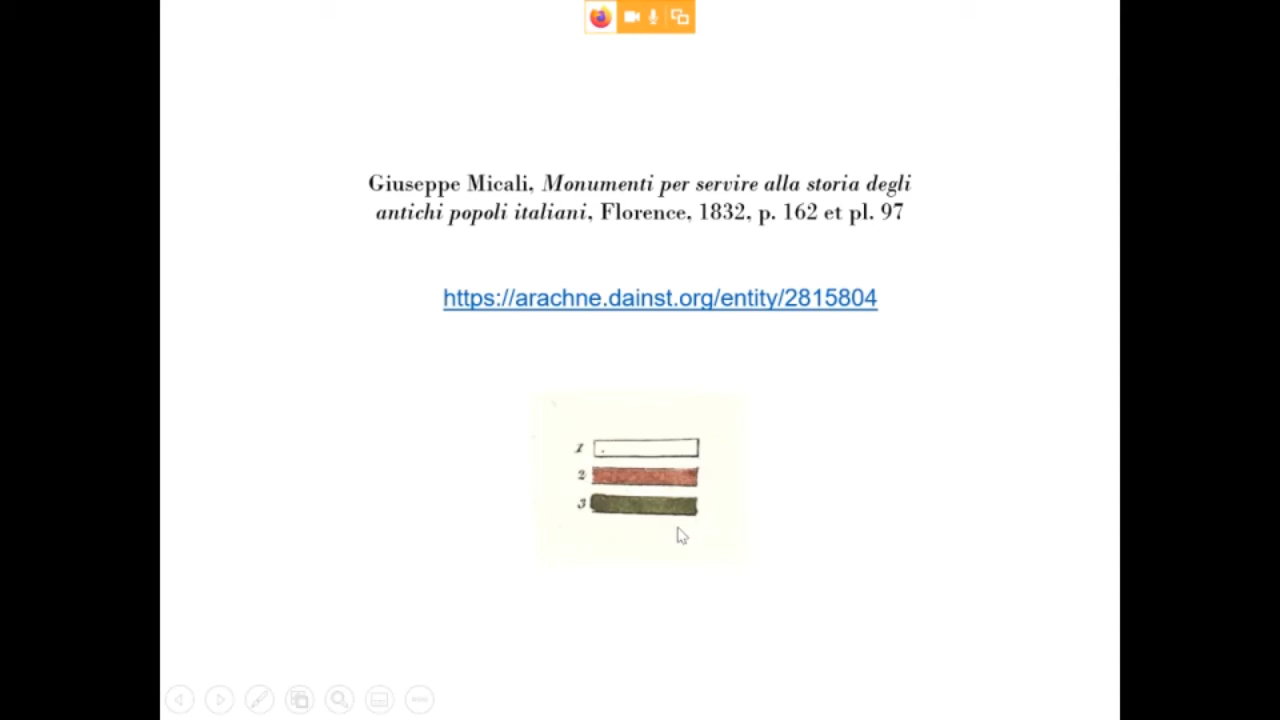 Giuseppe Micali, Monumenti per servire alla storia degli
antichi popoli italiani, Florence, 1832, p. 162 et pl. 97
https://arachne.dainst.org/entity/2815804
1
2
3